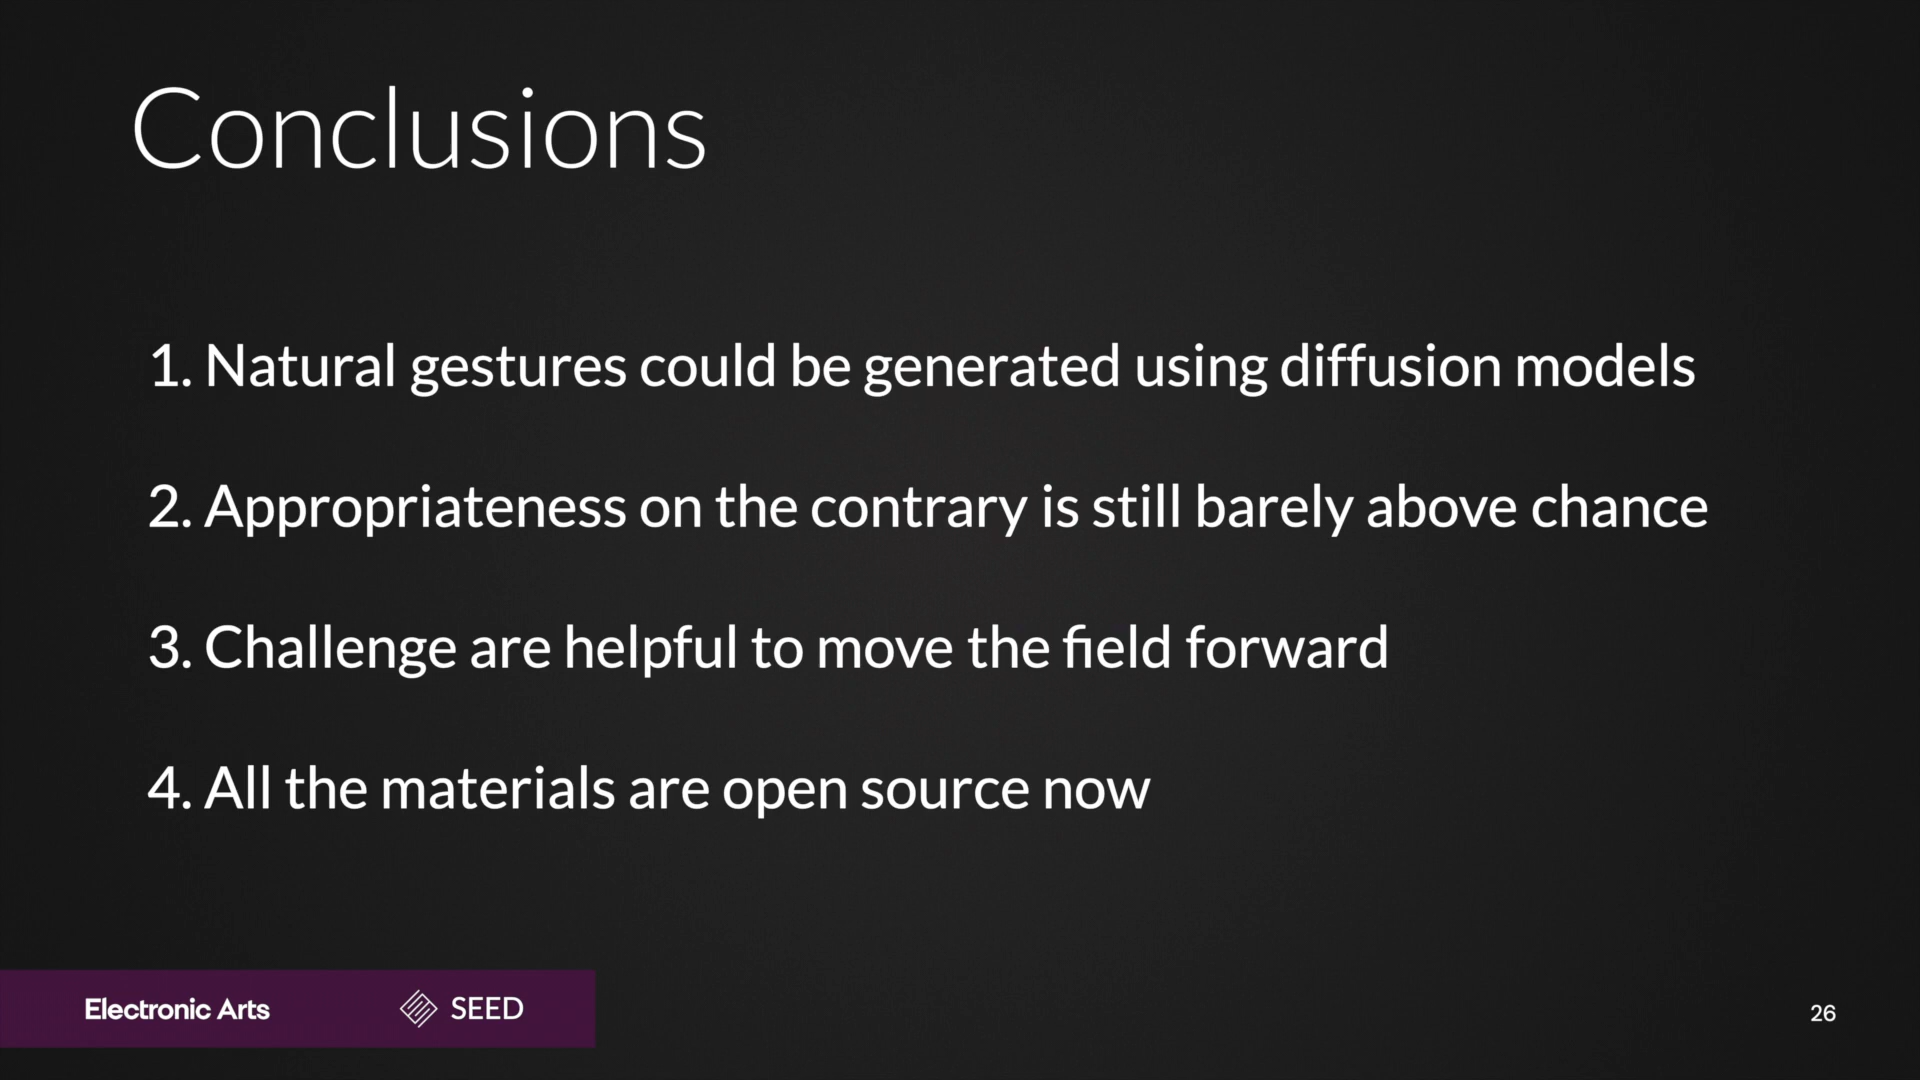 Conclusions
1. Natural gestures could be generated using diffusion models
2. Appropriateness on the contrary is still barely above chance
3. Challenge are helpful to move the field forward
4. All the materials are open source now
Electronic Arts SEED
26